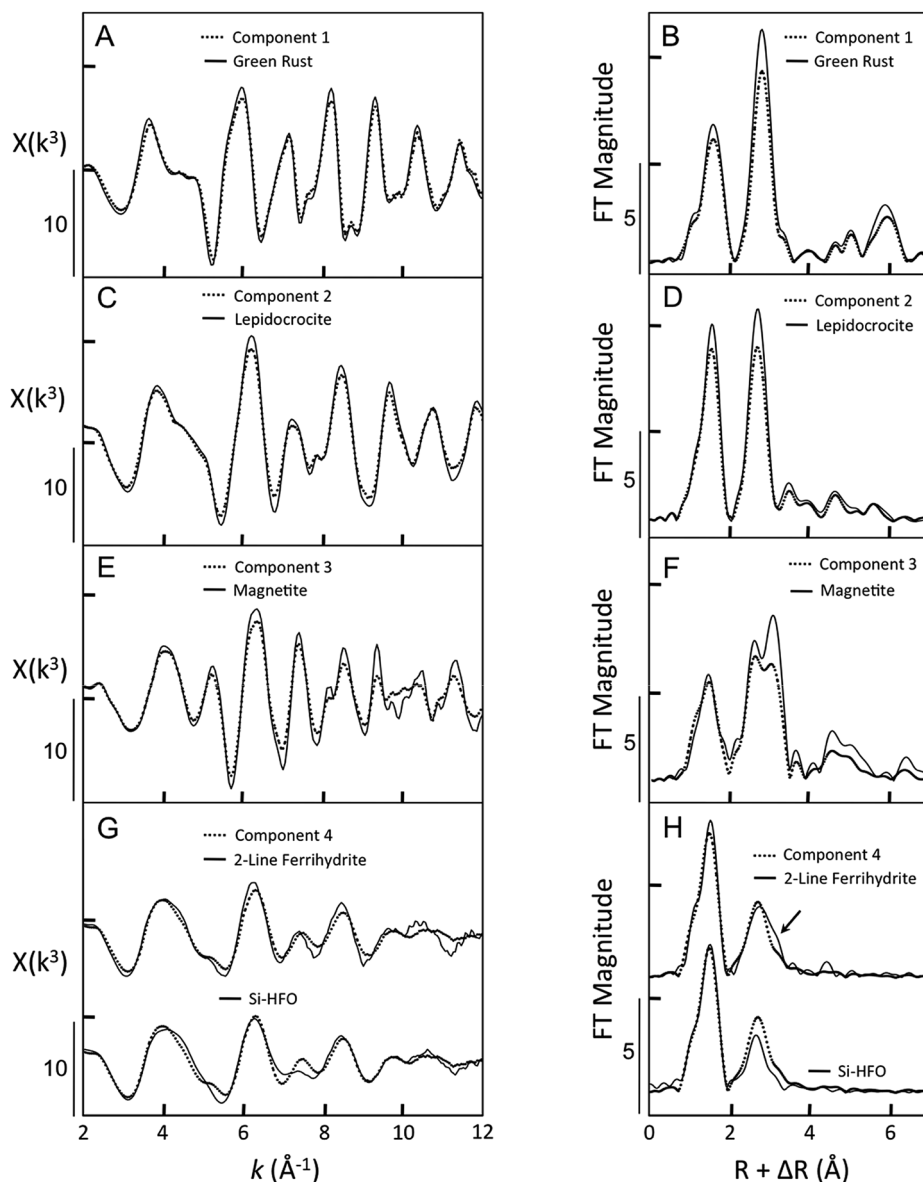 A
Component 1
Green Rust
X(k³)
10
B
Component 1
Green Rust
FT Magnitude
5
2
4
6
C
Component 2
Lepidocrocite
X(k³)
10
D
Component 2
Lepidocrocite
FT Magnitude
5
E
Component 3
Magnetite
X(k³)
10
F
Component 3
Magnetite
FT Magnitude
5
G
Component 4
2-Line Ferrihydrite
X(k³)
Si-HFO
10
2 4 6 8 10 12
k (Å⁻¹)
H
Component 4
2-Line Ferrihydrite
FT Magnitude
5
Si-HFO
0 2 4 6
R + ΔR (Å)